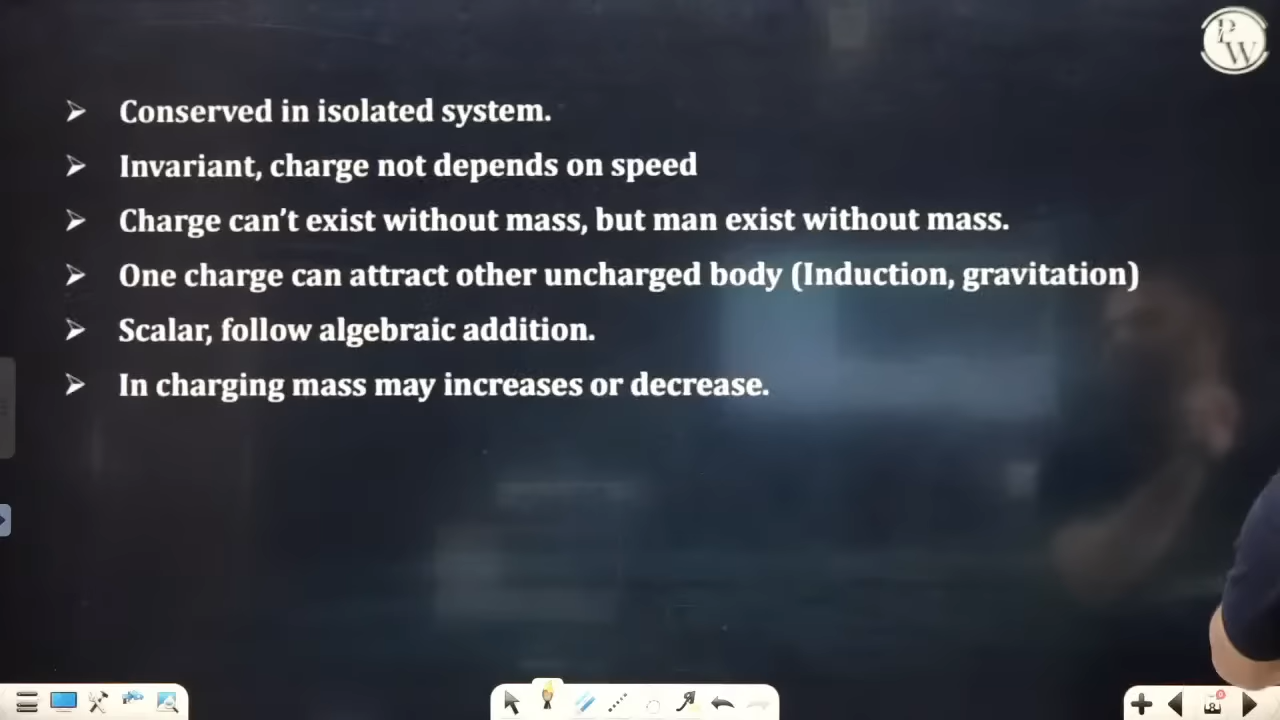 PW
Conserved in isolated system.
Invariant, charge not depends on speed
Charge can't exist without mass, but man exist without mass.
One charge can attract other uncharged body (Induction, gravitation)
Scalar, follow algebraic addition.
In charging mass may increases or decrease.